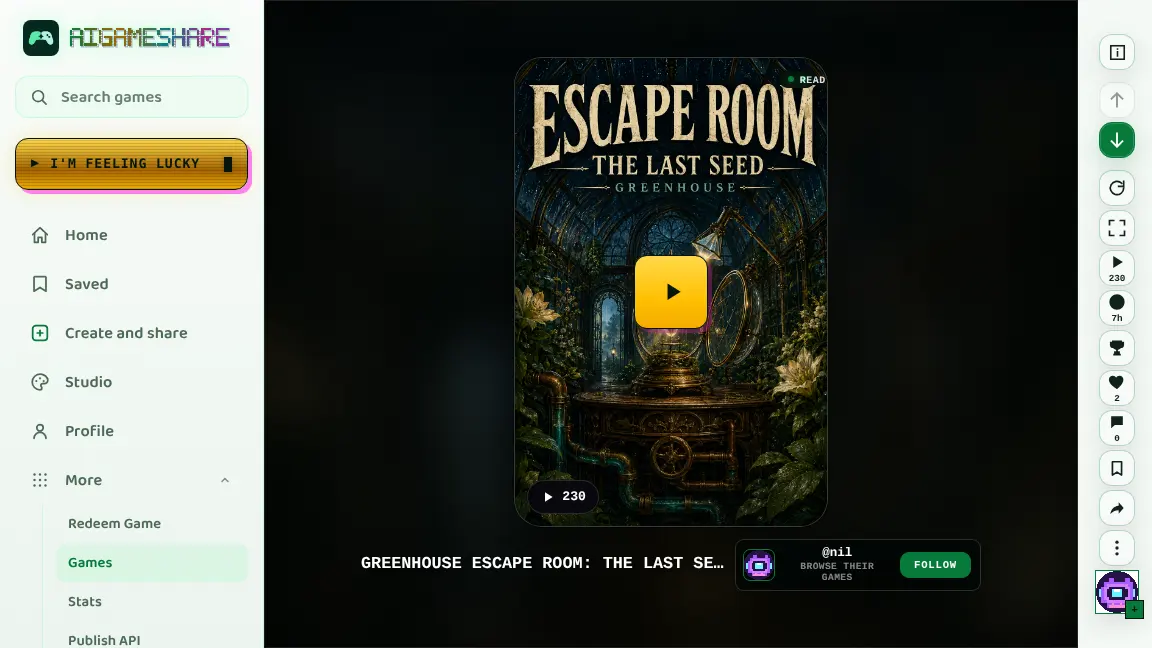 AIGAMESHARE
Search games
I'M FEELING LUCKY
Home
Saved
Create and share
Studio
Profile
More
Redeem Game
Games
Stats
Publish API
READ
ESCAPE ROOM
THE LAST SEED
GREENHOUSE
230
GREENHOUSE ESCAPE ROOM: THE LAST SE…
@nil
BROWSE THEIR
GAMES
FOLLOW
230
7h
2
0